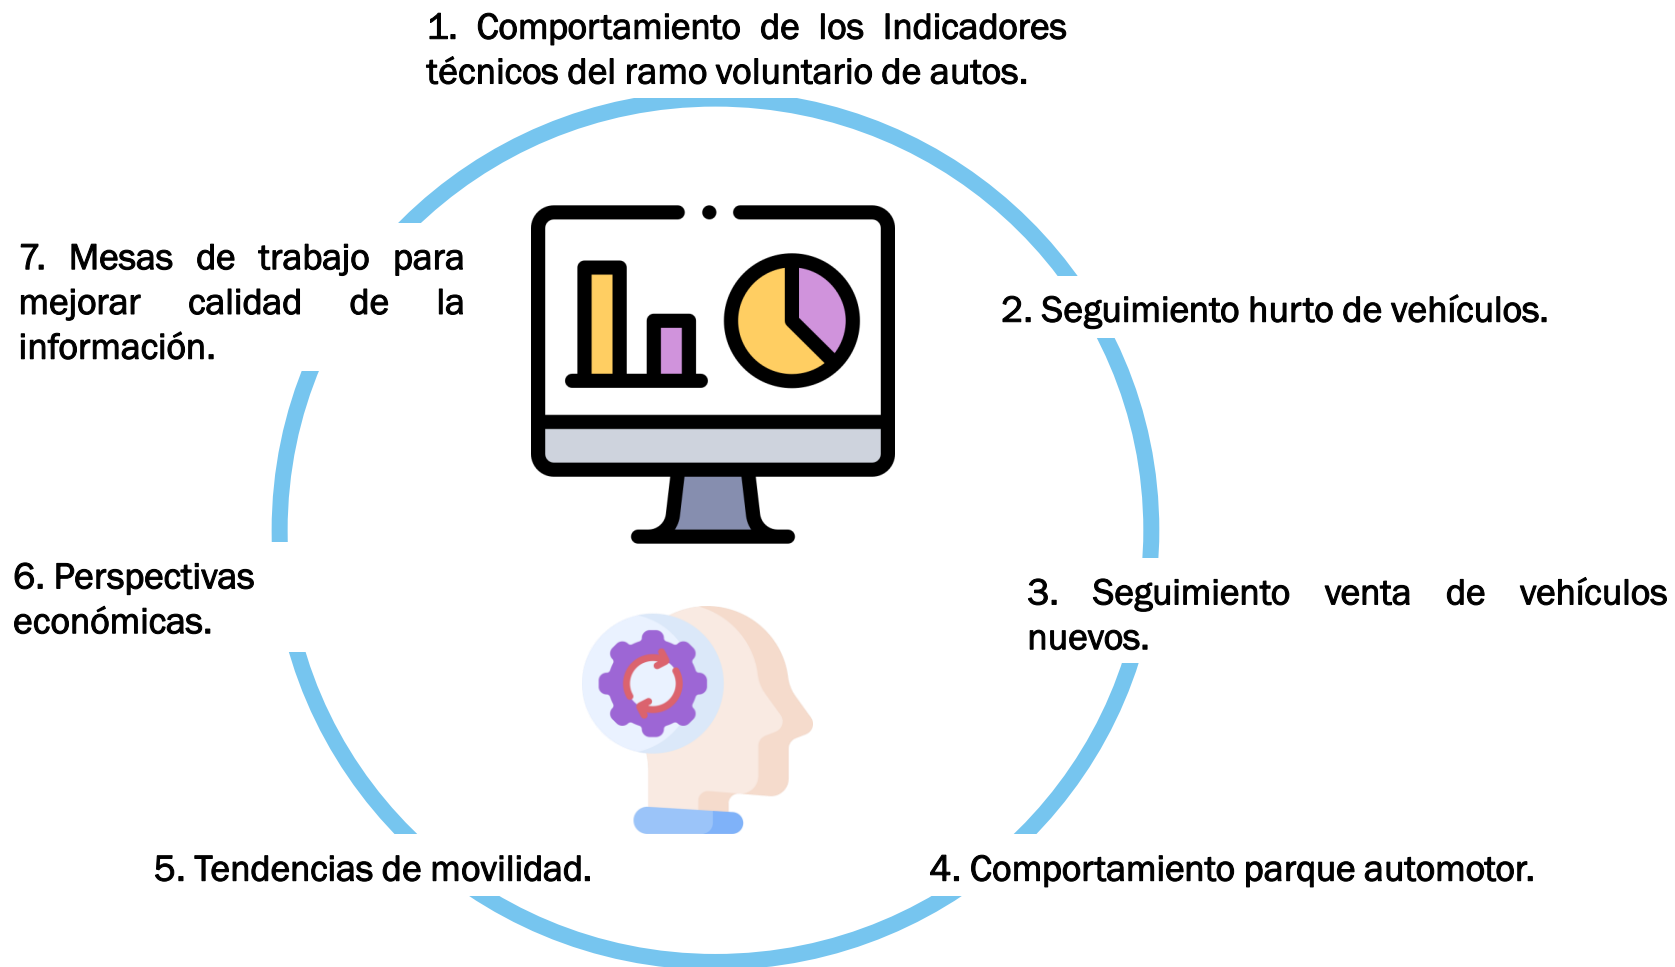 1. Comportamiento de los Indicadores
técnicos del ramo voluntario de autos.
2. Seguimiento hurto de vehículos.
3. Seguimiento venta de vehículos
nuevos.
4. Comportamiento parque automotor.
5. Tendencias de movilidad.
6. Perspectivas
económicas.
7. Mesas de trabajo para
mejorar calidad de la
información.